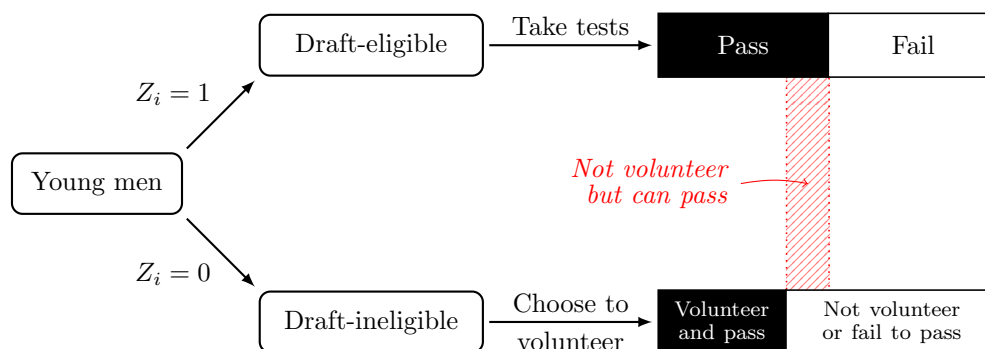 Draft-eligible
Take tests
Pass
Fail
Z_i = 1
Young men
Not volunteer
but can pass
Z_i = 0
Draft-ineligible
Choose to
volunteer
Volunteer
and pass
Not volunteer
or fail to pass